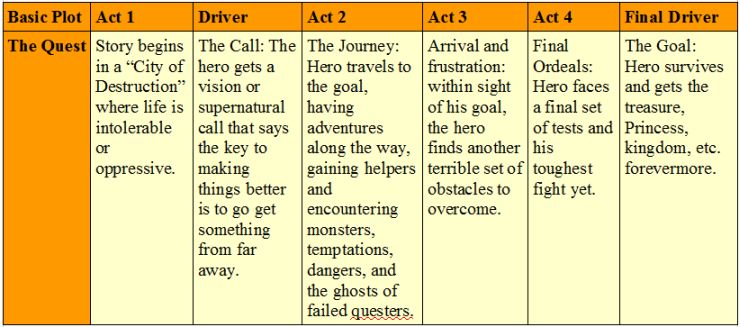 Basic Plot
Act 1
Driver
Act 2
Act 3
Act 4
Final Driver
The Quest
Story begins
in a “City of
Destruction”
where life is
intolerable
or
oppressive.
The Call: The
hero gets a
vision or
supernatural
call that says
the key to
making
things better
is to go get
something
from far
away.
The Journey:
Hero travels to
the goal,
having
adventures
along the way,
gaining helpers
and
encountering
monsters,
temptations,
dangers, and
the ghosts of
failed questers.
Arrival and
frustration:
within sight
of his goal,
the hero
finds another
terrible set of
obstacles to
overcome.
Final
Ordeals:
Hero faces
a final set
of tests and
his
toughest
fight yet.
The Goal:
Hero survives
and gets the
treasure,
Princess,
kingdom, etc.
forevermore.